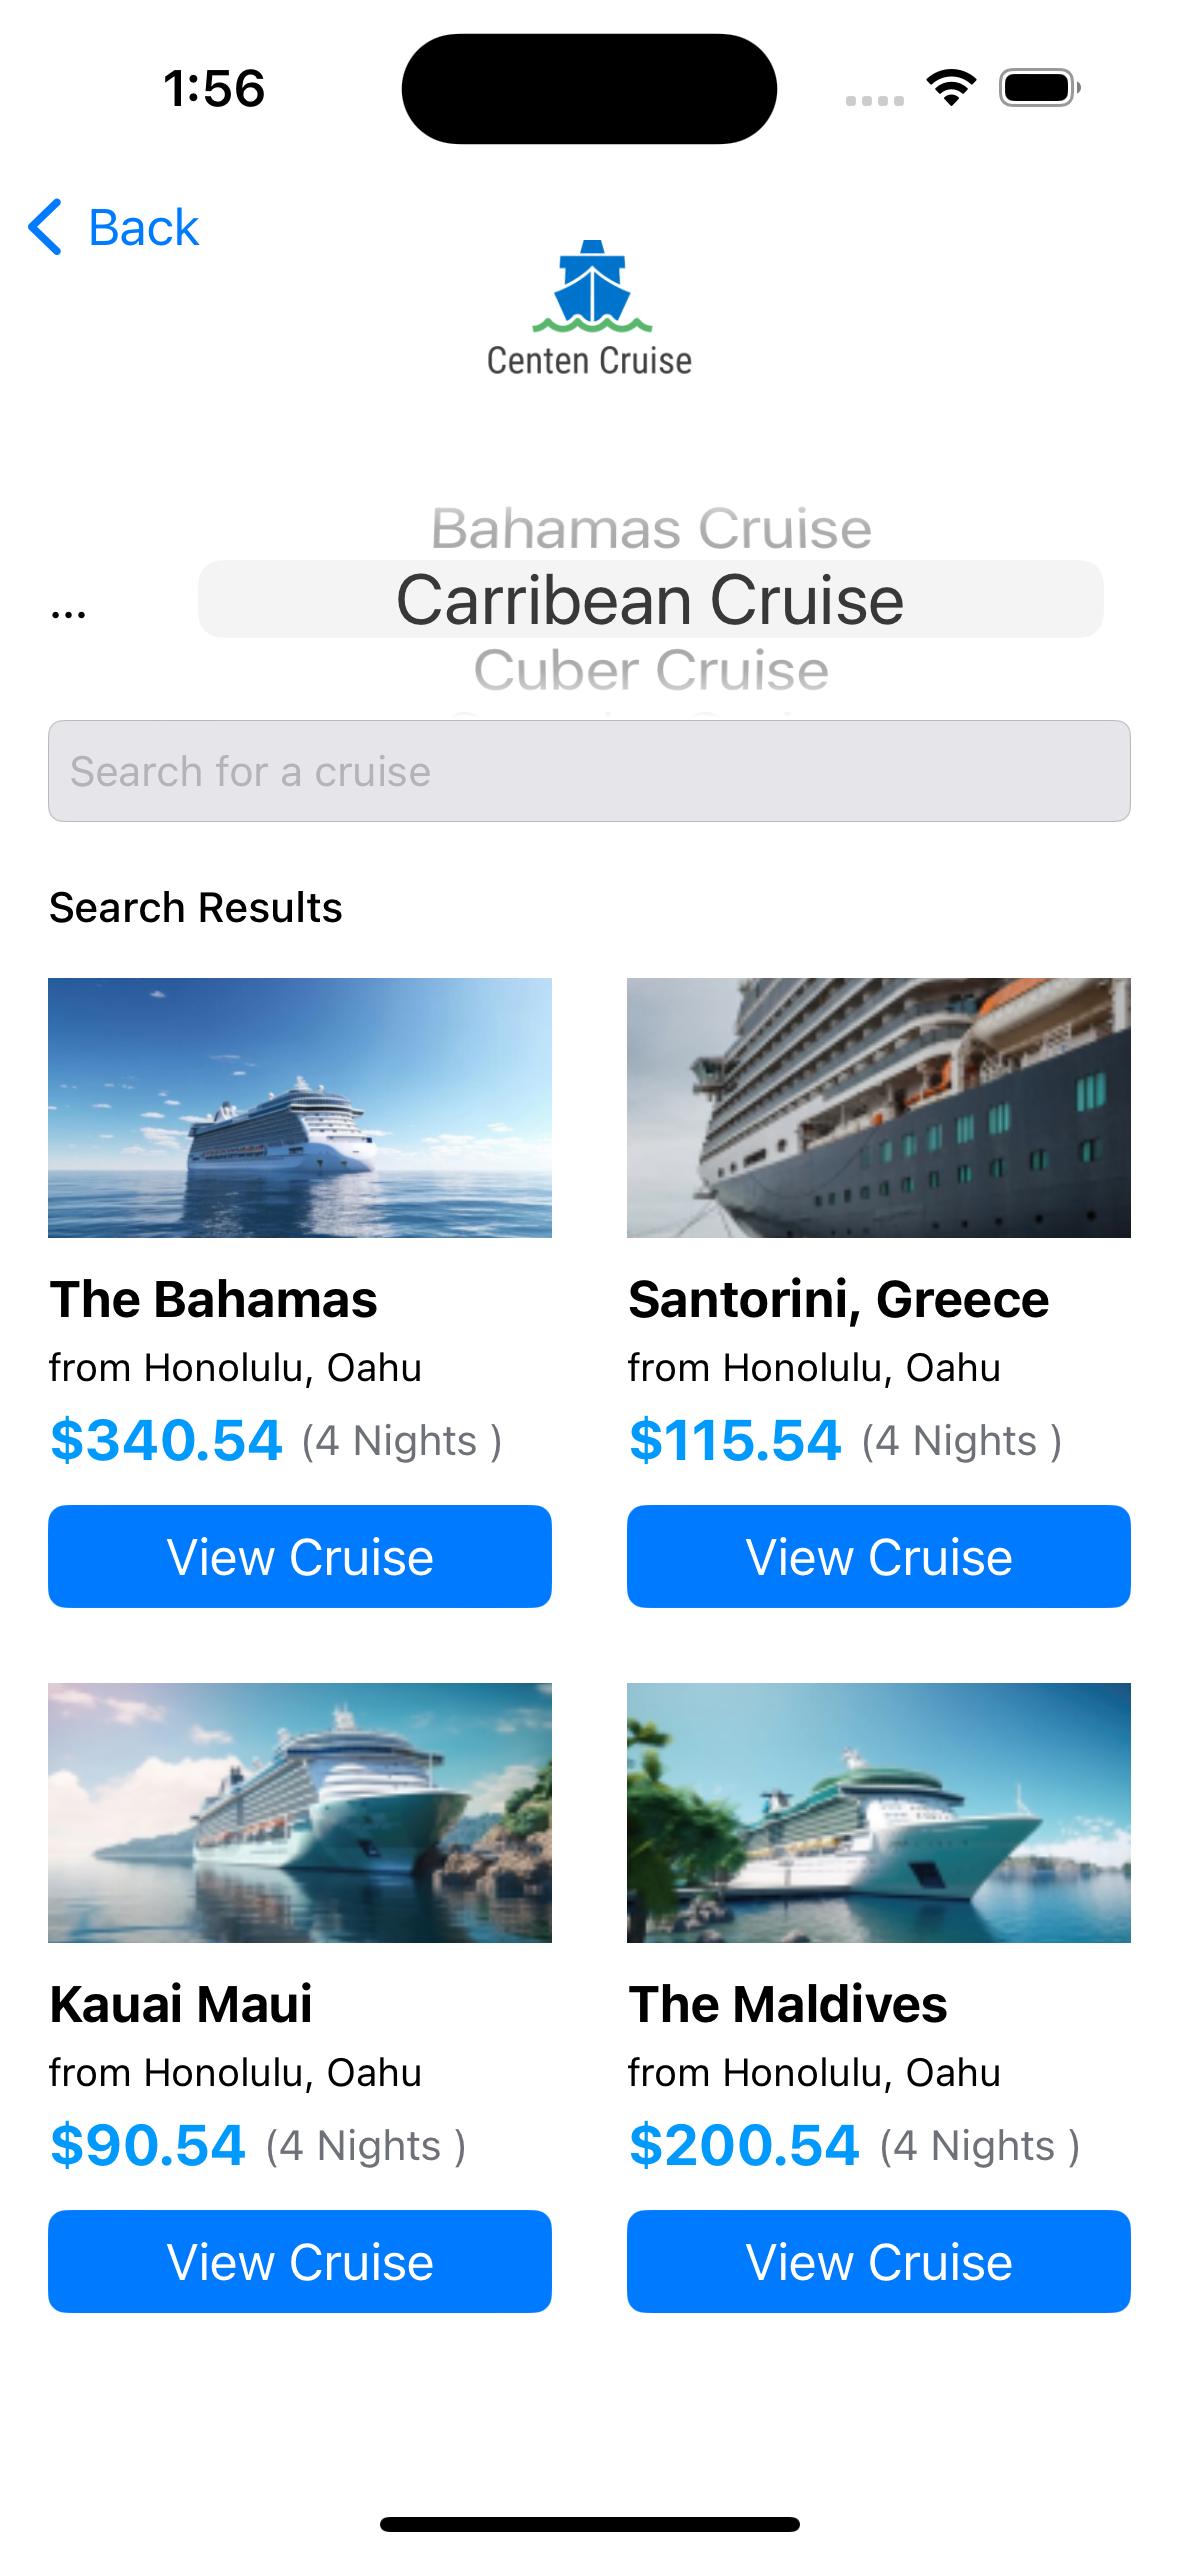 1:56
Back
Centen Cruise
Bahamas Cruise
... Carribean Cruise
Cuber Cruise
Search for a cruise
Search Results
The Bahamas
from Honolulu, Oahu
$340.54 (4 Nights )
View Cruise
Santorini, Greece
from Honolulu, Oahu
$115.54 (4 Nights )
View Cruise
Kauai Maui
from Honolulu, Oahu
$90.54 (4 Nights )
View Cruise
The Maldives
from Honolulu, Oahu
$200.54 (4 Nights )
View Cruise